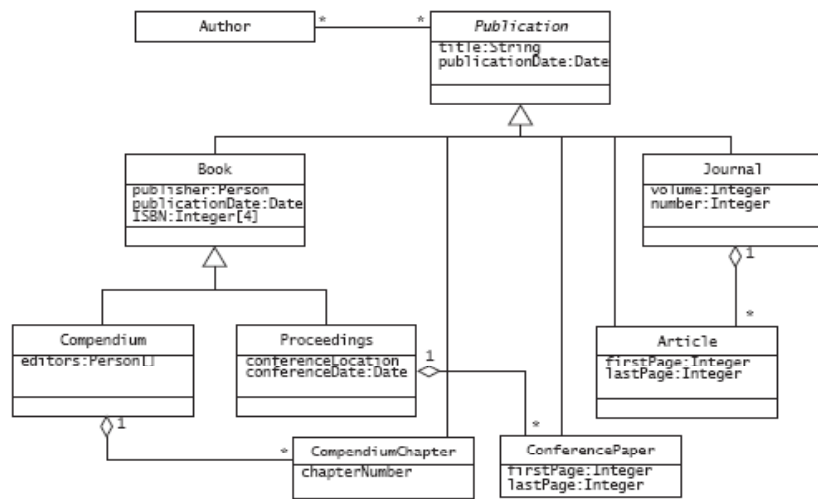 Author
*
*
Publication
title:String
publicationDate:Date
Book
publisher:Person
publicationDate:Date
ISBN:Integer[4]
Journal
volume:Integer
number:Integer
1
*
Compendium
editors:Person[]
Proceedings
conferenceLocation
conferenceDate:Date
1
Article
firstPage:Integer
lastPage:Integer
1
*
*
CompendiumChapter
chapterNumber
ConferencePaper
firstPage:Integer
lastPage:Integer